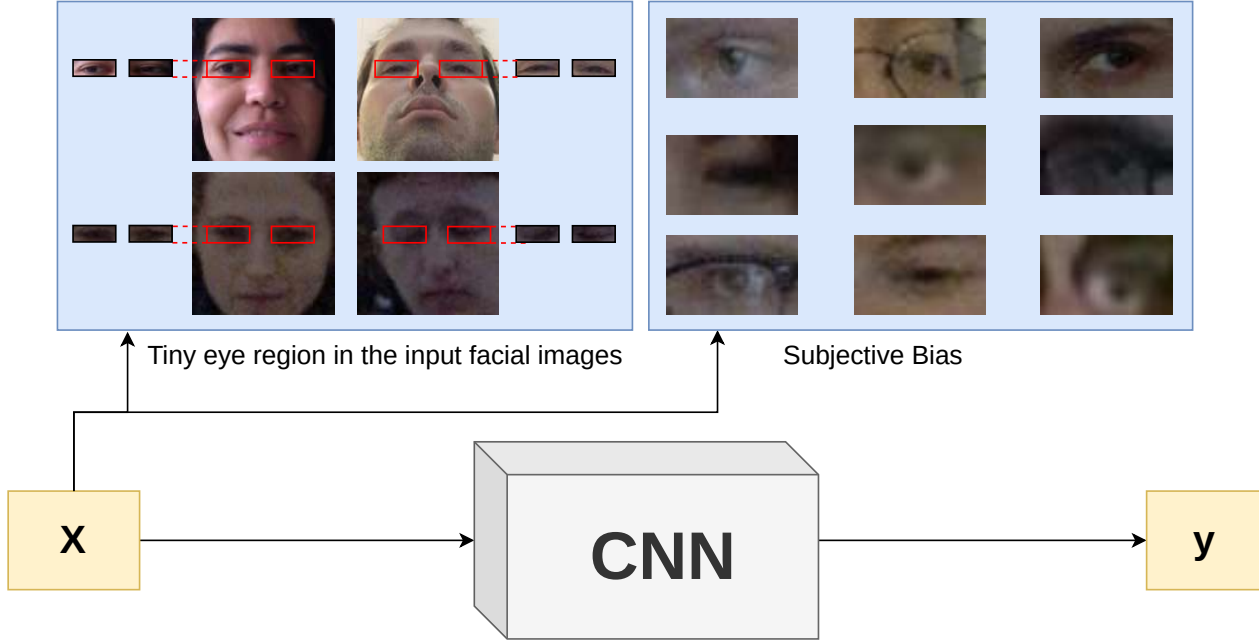 Tiny eye region in the input facial images
Subjective Bias
X
CNN
y